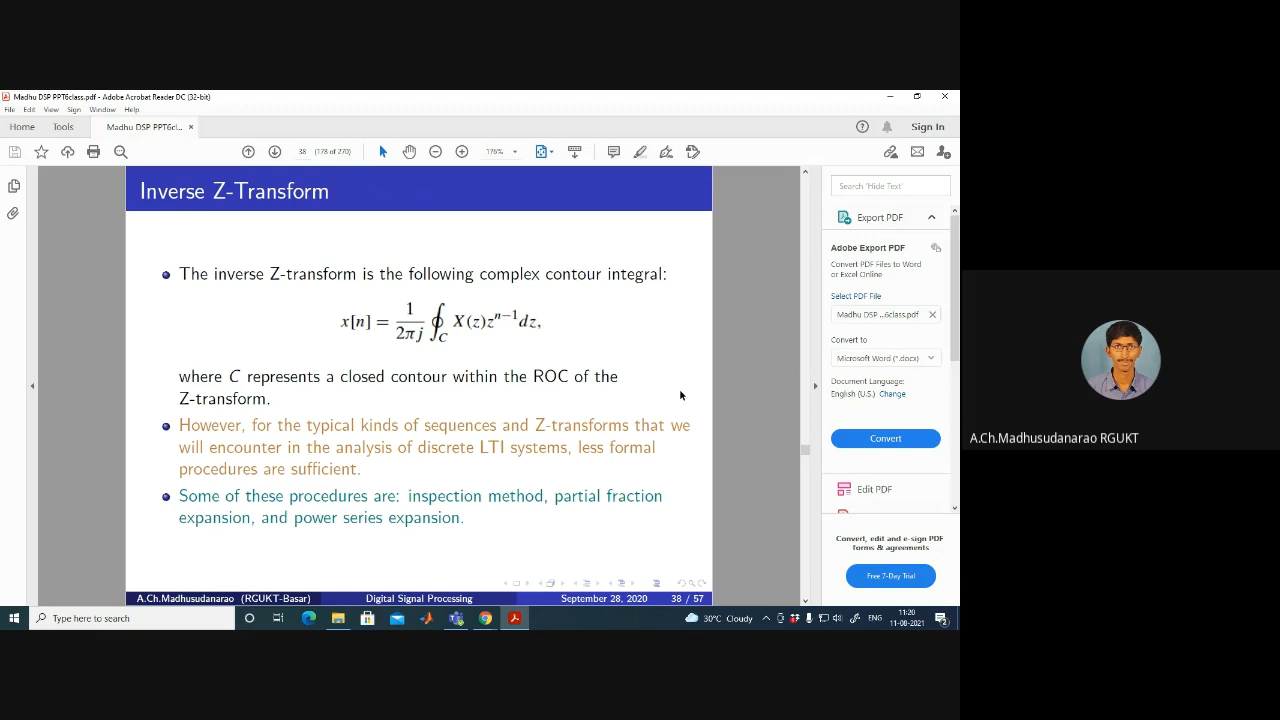 Madhu DSP PPT6class.pdf - Adobe Acrobat Reader DC (32-bit)
File Edit View Sign Window Help
Home Tools Madhu DSP PPT6cl... × Sign In
38 (178 of 270) 176%
Inverse Z-Transform
The inverse Z-transform is the following complex contour integral:
x[n] = 1/2πj ∮C X(z)z^{n−1}dz,
where C represents a closed contour within the ROC of the
Z-transform.
However, for the typical kinds of sequences and Z-transforms that we
will encounter in the analysis of discrete LTI systems, less formal
procedures are sufficient.
Some of these procedures are: inspection method, partial fraction
expansion, and power series expansion.
A.Ch.Madhusudanarao (RGUKT-Basar) Digital Signal Processing September 28, 2020 38 / 57
Search 'Hide Text'
Export PDF
Adobe Export PDF
Convert PDF Files to Word
or Excel Online
Select PDF File
Madhu DSP ...6class.pdf
Convert to
Microsoft Word (*.docx)
Document Language:
English (U.S.) Change
Convert
Edit PDF
Convert, edit and e-sign PDF
forms & agreements
Free 7-Day Trial
Type here to search
30°C Cloudy ENG 11:20
11-08-2021
2
A.Ch.Madhusudanarao RGUKT